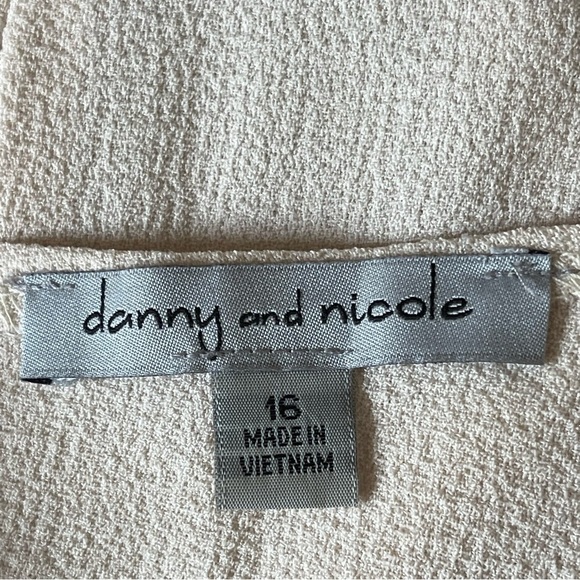 danny and nicole
16
MADE IN
VIETNAM